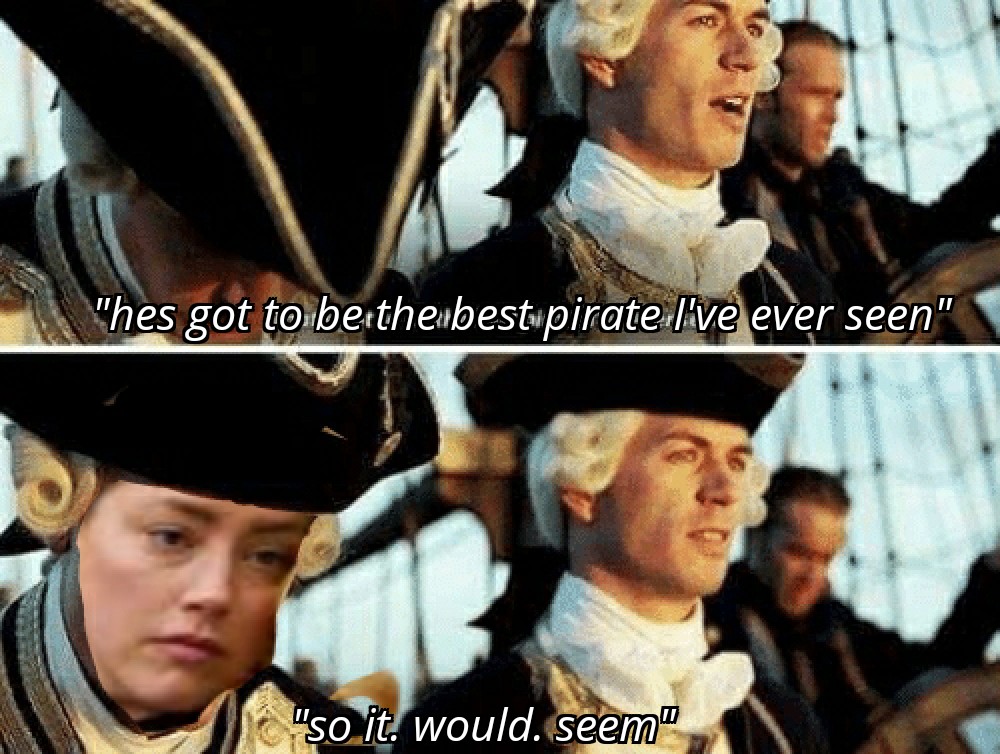 "hes got to be the best pirate I've ever seen"
"so it. would. seem"